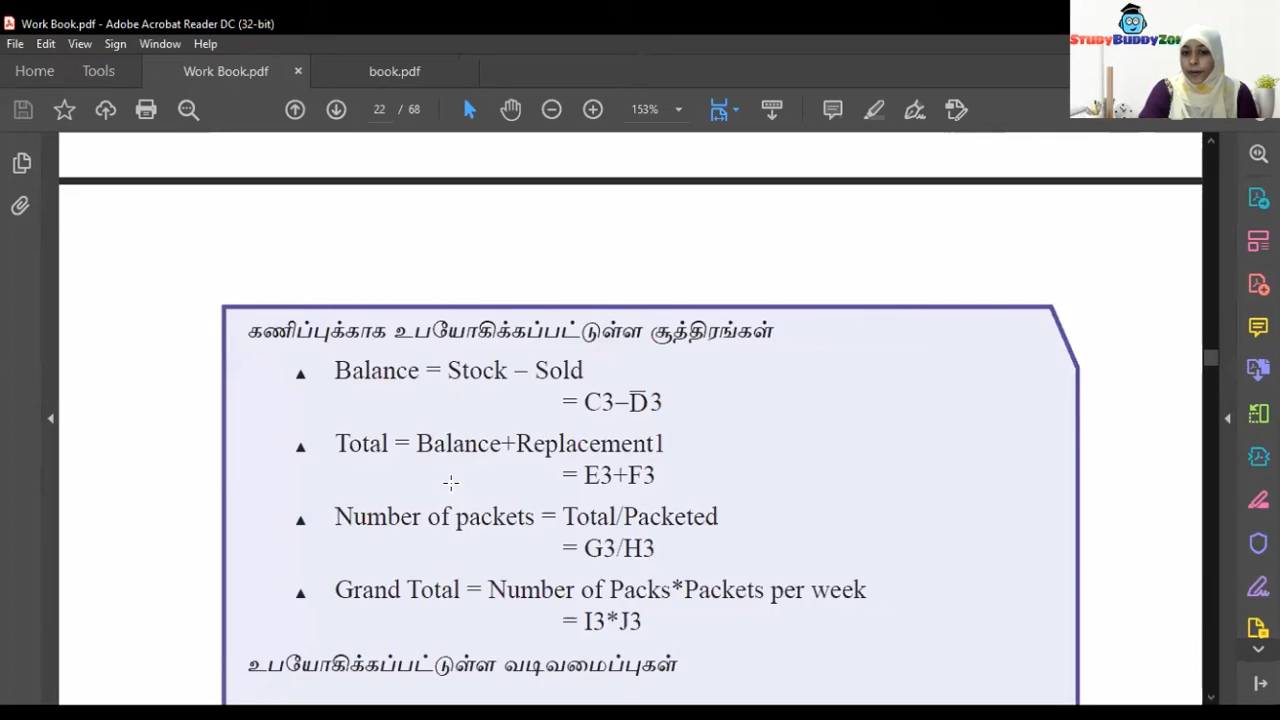 Work Book.pdf - Adobe Acrobat Reader DC (32-bit)
File Edit View Sign Window Help
StudyBuddyZon
Home Tools Work Book.pdf × book.pdf
22 / 68 153%
கணிப்புக்காக உபயோகிக்கப்பட்டுள்ள சூத்திரங்கள்
▲ Balance = Stock – Sold
= C3–D̅3
▲ Total = Balance+Replacement1
= E3+F3
▲ Number of packets = Total/Packeted
= G3/H3
▲ Grand Total = Number of Packs*Packets per week
= I3*J3
உபயோகிக்கப்பட்டுள்ள வடிவமைப்புகள்